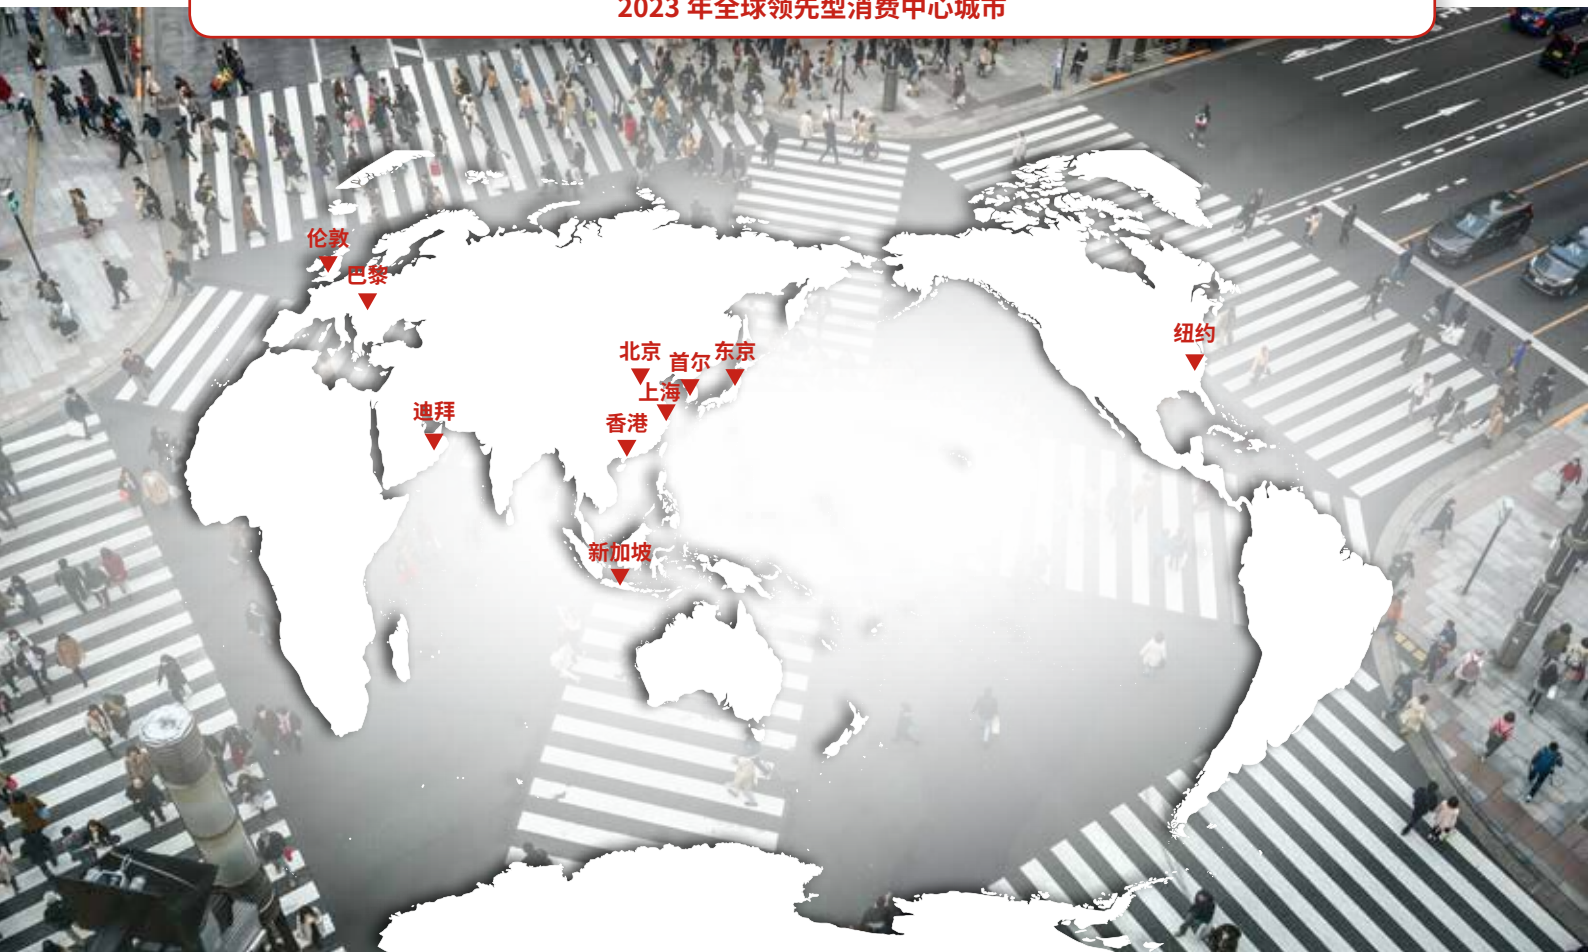 2023 年全球领先型消费中心城市
伦敦
巴黎
纽约
北京
首尔
东京
上海
迪拜
香港
新加坡